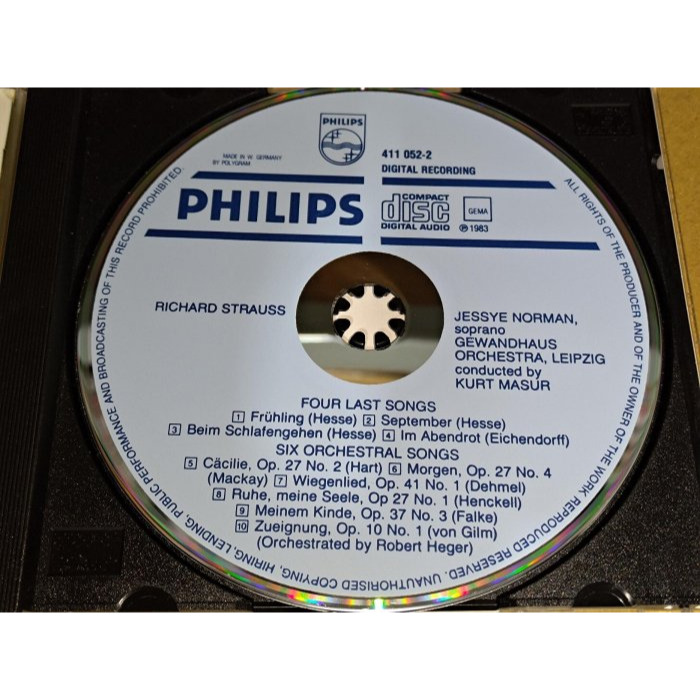 PHILIPS
MADE IN W. GERMANY
BY POLYGRAM
411 052-2
DIGITAL RECORDING
PHILIPS
COMPACT
disc
DIGITAL AUDIO
GEMA
℗ 1983
RICHARD STRAUSS
JESSYE NORMAN,
soprano
GEWANDHAUS
ORCHESTRA, LEIPZIG
conducted by
KURT MASUR
FOUR LAST SONGS
1 Frühling (Hesse) 2 September (Hesse)
3 Beim Schlafengehen (Hesse) 4 Im Abendrot (Eichendorff)
SIX ORCHESTRAL SONGS
5 Cäcilie, Op. 27 No. 2 (Hart) 6 Morgen, Op. 27 No. 4
(Mackay) 7 Wiegenlied, Op. 41 No. 1 (Dehmel)
8 Ruhe, meine Seele, Op 27 No. 1 (Henckell)
9 Meinem Kinde, Op. 37 No. 3 (Falke)
10 Zueignung, Op. 10 No. 1 (von Gilm)
(Orchestrated by Robert Heger)
ALL RIGHTS OF THE PRODUCER AND OF THE OWNER OF THE WORK REPRODUCED RESERVED. UNAUTHORISED COPYING, HIRING, LENDING, PUBLIC PERFORMANCE AND BROADCASTING OF THIS RECORD PROHIBITED.